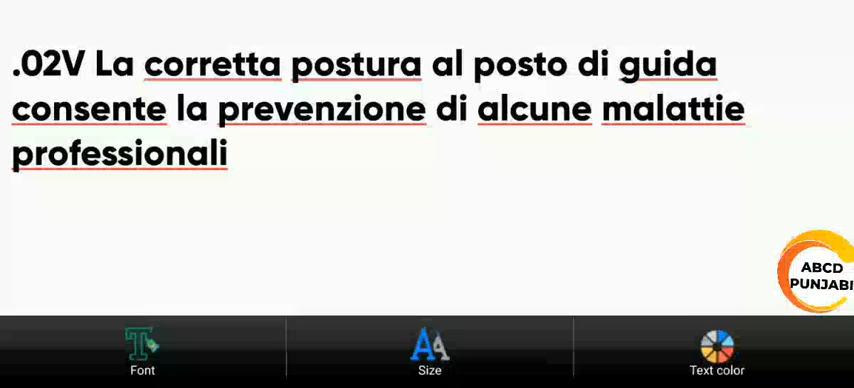 .02V La corretta postura al posto di guida
consente la prevenzione di alcune malattie
professionali
ABCD
PUNJABI
Font
Size
Text color